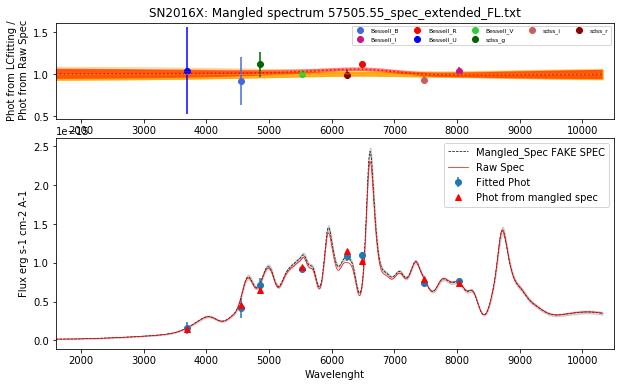 SN2016X: Mangled spectrum 57505.55_spec_extended_FL.txt
Phot from LCfitting /
Phot from Raw Spec
1.5
1.0
0.5
Bessell_B
Bessell_I
Bessell_R
Bessell_U
Bessell_V
sdss_g
sdss_i
sdss_r
2000 3000 4000 5000 6000 7000 8000 9000 10000
1e−15
Flux erg s-1 cm-2 A-1
2.5
2.0
1.5
1.0
0.5
0.0
Mangled_Spec FAKE SPEC
Raw Spec
Fitted Phot
Phot from mangled spec
2000 3000 4000 5000 6000 7000 8000 9000 10000
Wavelenght